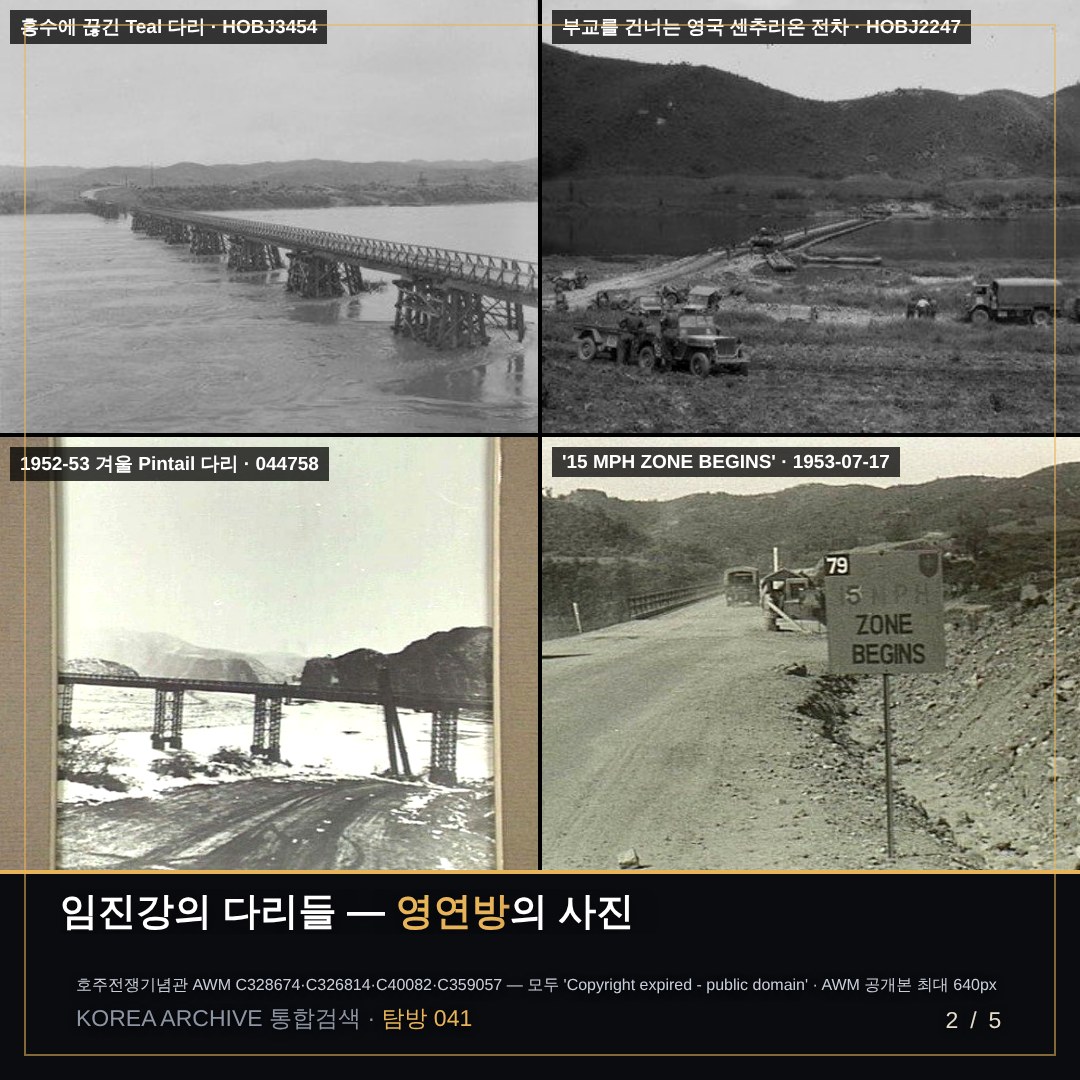 홍수에 끊긴 Teal 다리 · HOBJ3454
부교를 건너는 영국 센추리온 전차 · HOBJ2247
1952-53 겨울 Pintail 다리 · 044758
'15 MPH ZONE BEGINS' · 1953-07-17
79
15 MPH
ZONE
BEGINS
임진강의 다리들 — 영연방의 사진
호주전쟁기념관 AWM C328674·C326814·C40082·C359057 — 모두 'Copyright expired - public domain' · AWM 공개본 최대 640px
KOREA ARCHIVE 통합검색 · 탐방 041
2 / 5